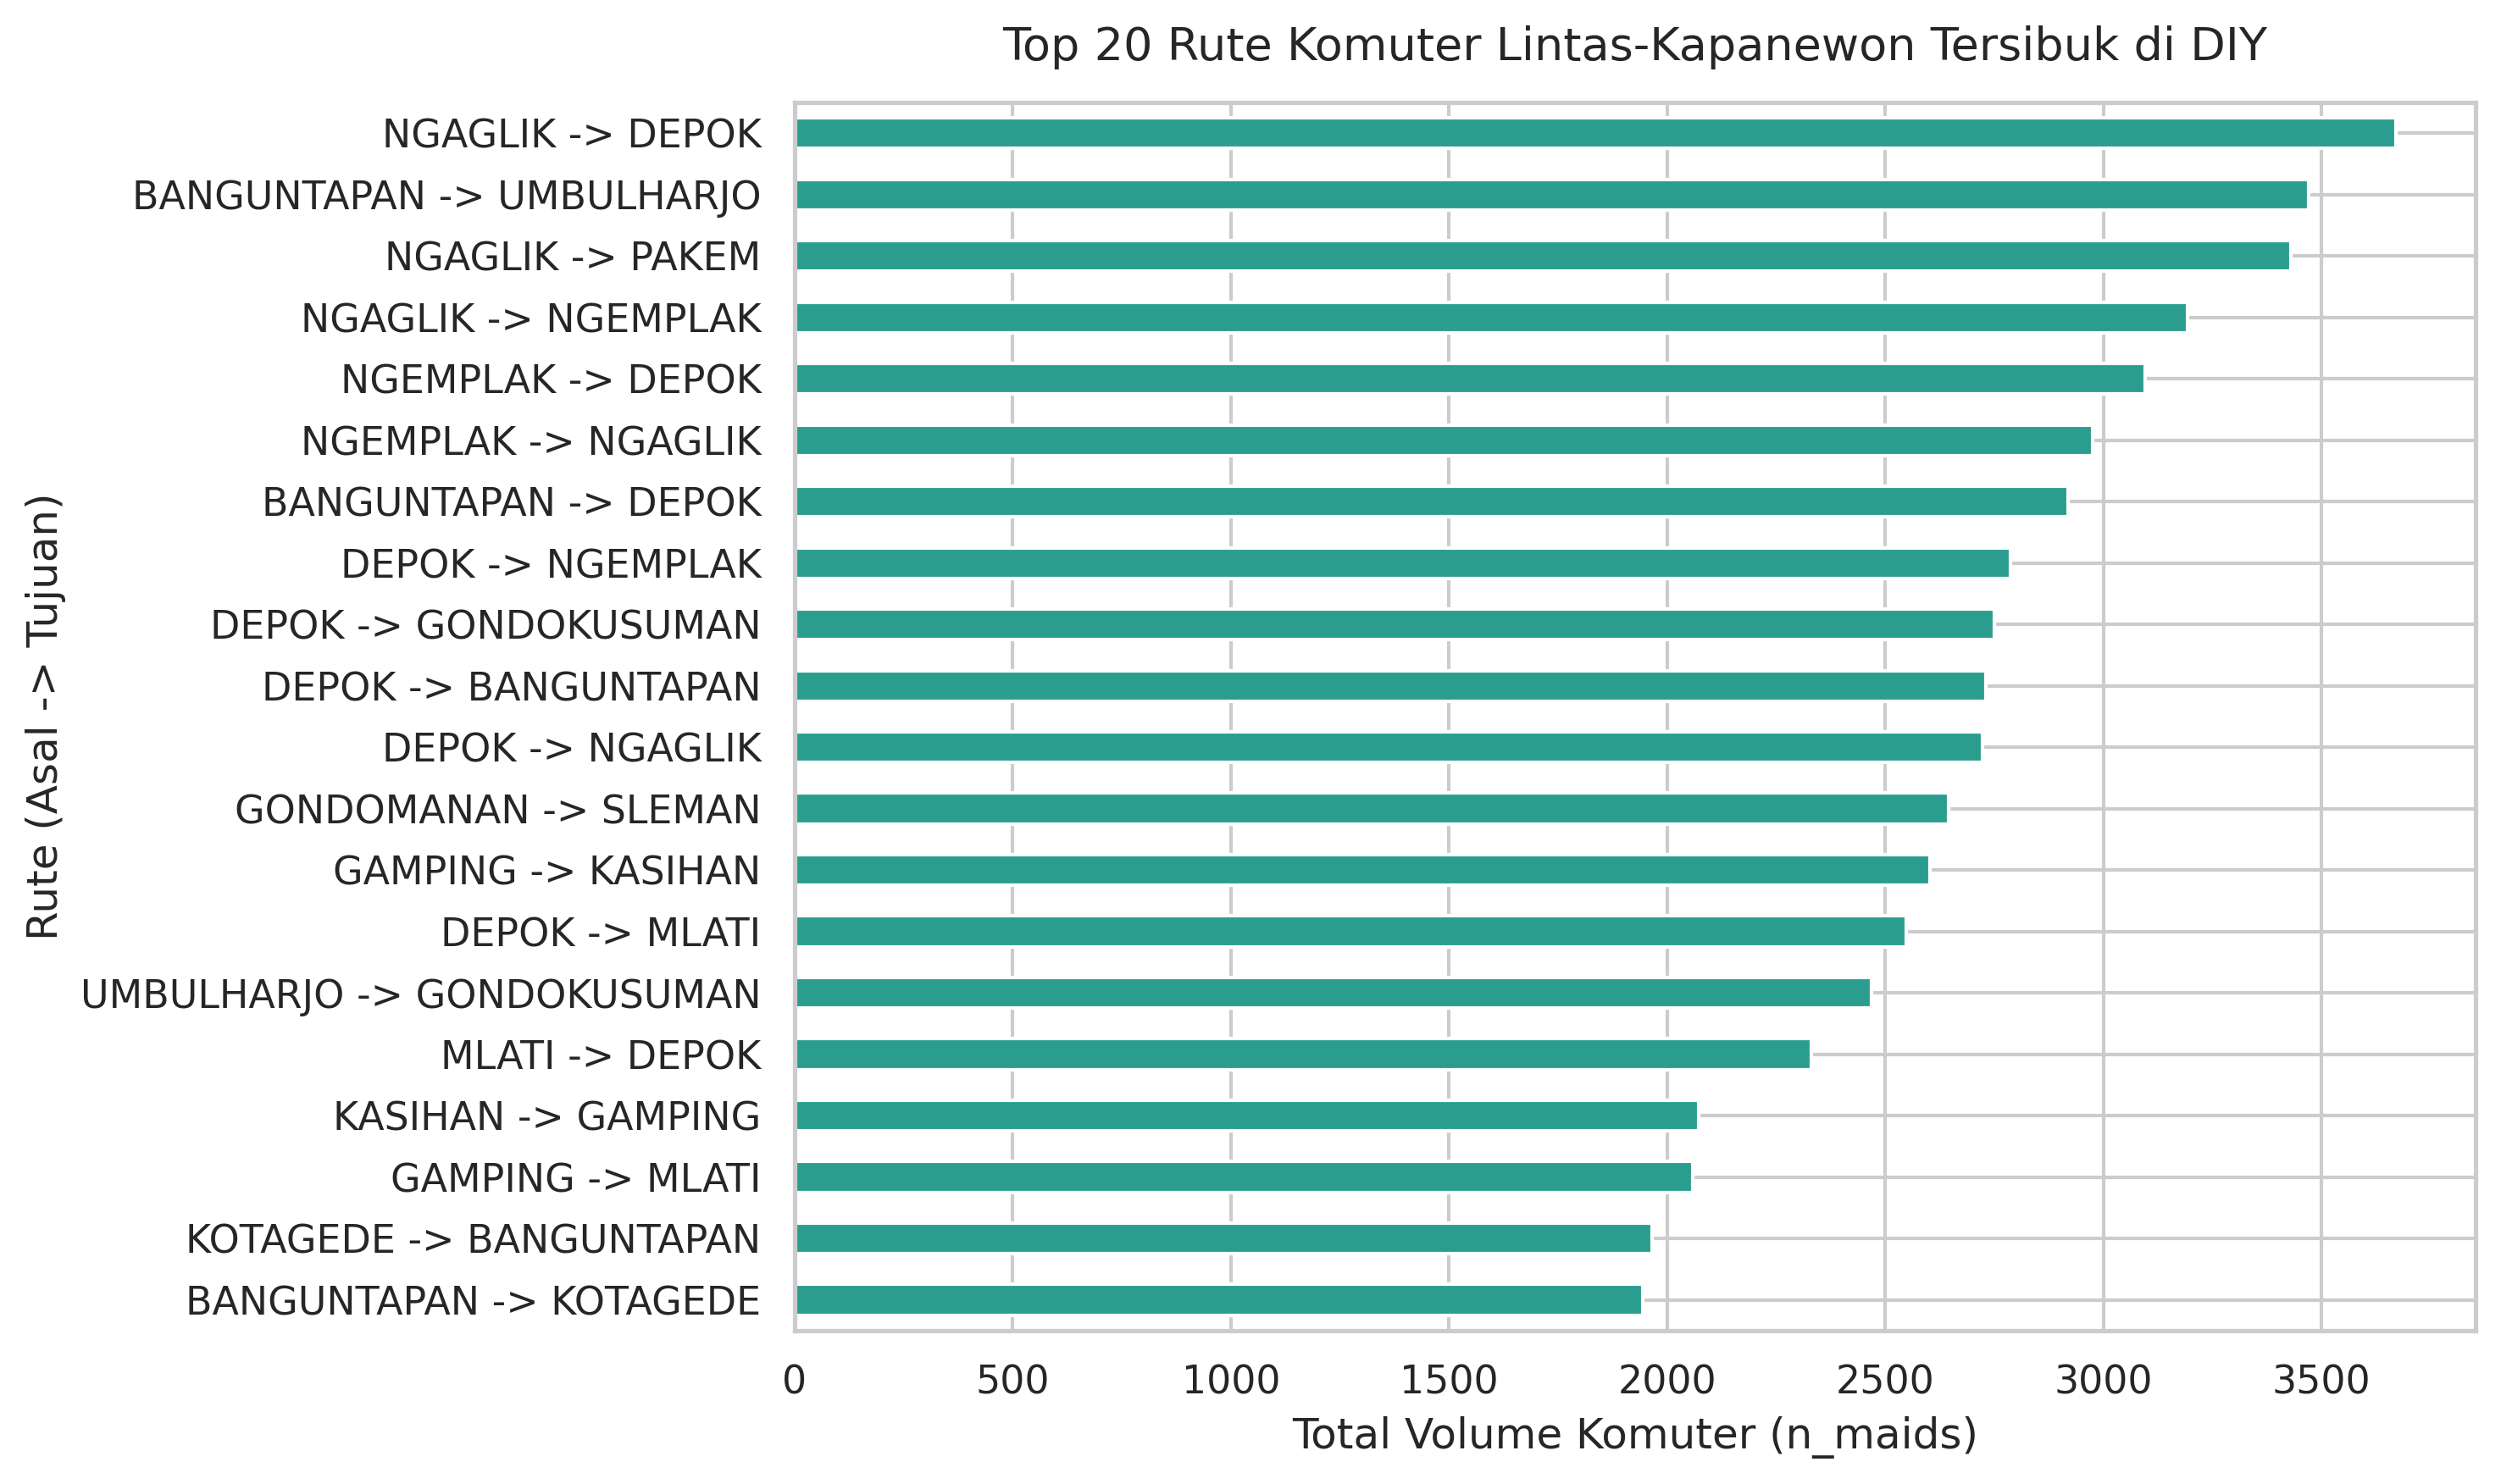 Top 20 Rute Komuter Lintas-Kapanewon Tersibuk di DIY
Rute (Asal -> Tujuan)
NGAGLIK -> DEPOK
BANGUNTAPAN -> UMBULHARJO
NGAGLIK -> PAKEM
NGAGLIK -> NGEMPLAK
NGEMPLAK -> DEPOK
NGEMPLAK -> NGAGLIK
BANGUNTAPAN -> DEPOK
DEPOK -> NGEMPLAK
DEPOK -> GONDOKUSUMAN
DEPOK -> BANGUNTAPAN
DEPOK -> NGAGLIK
GONDOMANAN -> SLEMAN
GAMPING -> KASIHAN
DEPOK -> MLATI
UMBULHARJO -> GONDOKUSUMAN
MLATI -> DEPOK
KASIHAN -> GAMPING
GAMPING -> MLATI
KOTAGEDE -> BANGUNTAPAN
BANGUNTAPAN -> KOTAGEDE
0 500 1000 1500 2000 2500 3000 3500
Total Volume Komuter (n_maids)